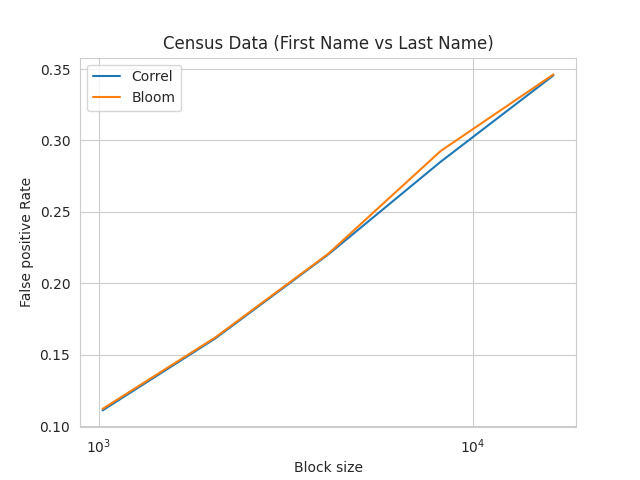 Census Data (First Name vs Last Name)
Correl
Bloom
0.35
0.30
0.25
0.20
0.15
0.10
False positive Rate
10³
10⁴
Block size